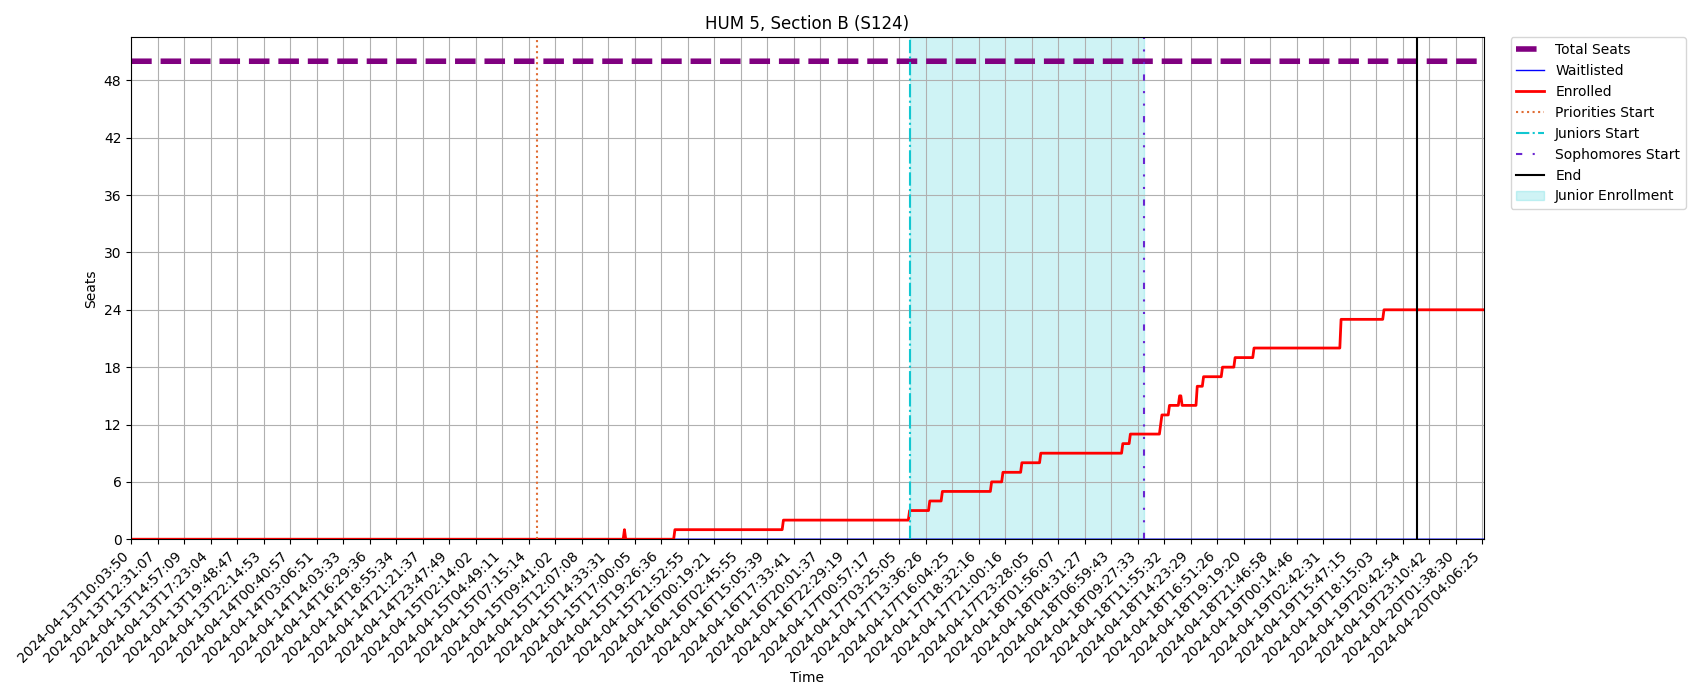 HUM 5, Section B (S124)
Total Seats
Waitlisted
Enrolled
Priorities Start
Juniors Start
Sophomores Start
End
Junior Enrollment
Seats
48
42
36
30
24
18
12
6
0
2024-04-13T10:03:50
2024-04-13T12:31:07
2024-04-13T14:57:09
2024-04-13T17:23:04
2024-04-13T19:48:47
2024-04-13T22:14:53
2024-04-14T00:40:57
2024-04-14T03:06:51
2024-04-14T14:03:33
2024-04-14T16:29:36
2024-04-14T18:55:34
2024-04-14T21:21:37
2024-04-14T23:47:49
2024-04-15T02:14:02
2024-04-15T04:49:11
2024-04-15T07:15:14
2024-04-15T09:41:02
2024-04-15T12:07:08
2024-04-15T14:33:31
2024-04-15T17:00:05
2024-04-15T19:26:36
2024-04-15T21:52:55
2024-04-16T00:19:21
2024-04-16T02:45:55
2024-04-16T15:05:39
2024-04-16T17:33:41
2024-04-16T20:01:37
2024-04-16T22:29:19
2024-04-17T00:57:17
2024-04-17T03:25:05
2024-04-17T13:36:26
2024-04-17T16:04:25
2024-04-17T18:32:16
2024-04-17T21:00:16
2024-04-17T23:28:05
2024-04-18T01:56:07
2024-04-18T04:31:27
2024-04-18T06:59:43
2024-04-18T09:27:33
2024-04-18T11:55:32
2024-04-18T14:23:29
2024-04-18T16:51:26
2024-04-18T19:19:20
2024-04-18T21:46:58
2024-04-19T00:14:46
2024-04-19T02:42:31
2024-04-19T15:47:15
2024-04-19T18:15:03
2024-04-19T20:42:54
2024-04-19T23:10:42
2024-04-20T01:38:30
2024-04-20T04:06:25
Time